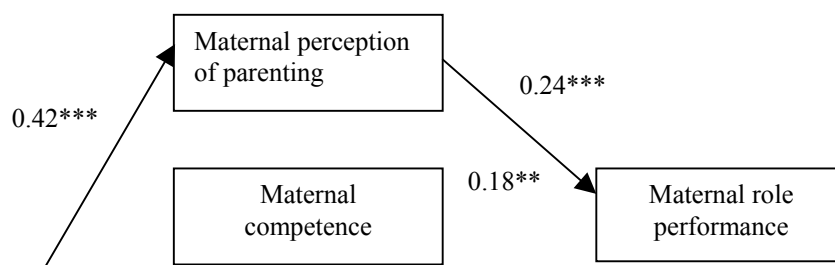 Maternal perception
of parenting
0.42***
0.24***
Maternal
competence
0.18**
Maternal role
performance